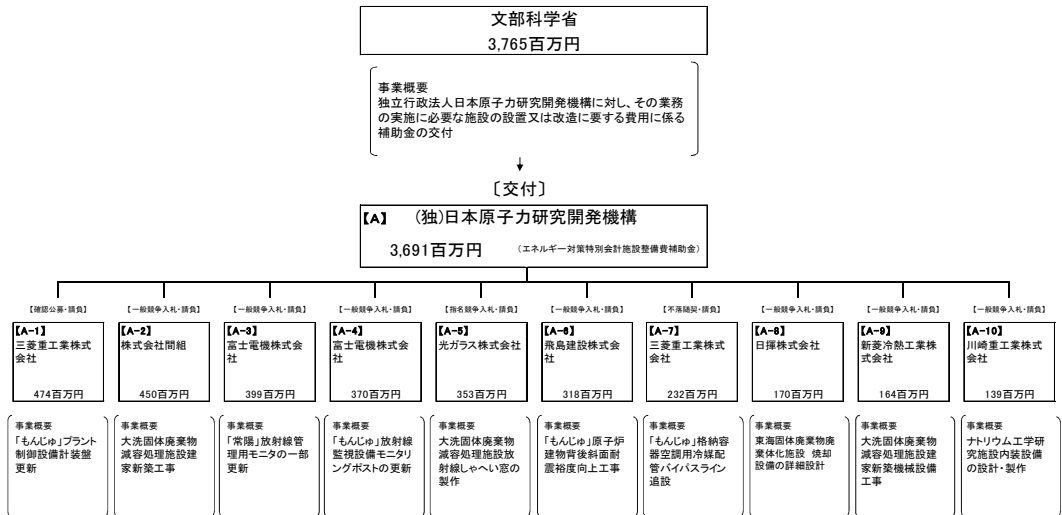 文部科学省
3,765百万円
事業概要
独立行政法人日本原子力研究開発機構に対し、その業務
の実施に必要な施設の設置又は改造に要する費用に係る
補助金の交付
〔交付〕
【A】 (独)日本原子力研究開発機構
3,691百万円 (エネルギー対策特別会計施設整備費補助金)
【確認公募・請負】
【A-1】
三菱重工業株式
会社
474百万円
事業概要
「もんじゅ」プラント
制御設備計装盤
更新
【一般競争入札・請負】
【A-2】
株式会社間組
450百万円
事業概要
大洗固体廃棄物
減容処理施設建
家新築工事
【一般競争入札・請負】
【A-3】
富士電機株式会
社
399百万円
事業概要
「常陽」放射線管
理用モニタの一部
更新
【一般競争入札・請負】
【A-4】
富士電機株式会
社
370百万円
事業概要
「もんじゅ」放射線
監視設備モニタリ
ングポストの更新
【指名競争入札・請負】
【A-5】
光ガラス株式会社
353百万円
事業概要
大洗固体廃棄物
減容処理施設放
射線しゃへい窓の
製作
【一般競争入札・請負】
【A-6】
飛島建設株式会
社
318百万円
事業概要
「もんじゅ」原子炉
建物背後斜面耐
震裕度向上工事
【不落随契・請負】
【A-7】
三菱重工業株式
会社
232百万円
事業概要
「もんじゅ」格納容
器空調用冷媒配
管バイパスライン
追設
【一般競争入札・請負】
【A-8】
日揮株式会社
170百万円
事業概要
東海固体廃棄物廃
棄体化施設 焼却
設備の詳細設計
【一般競争入札・請負】
【A-9】
新菱冷熱工業株
式会社
164百万円
事業概要
大洗固体廃棄物
減容処理施設建
家新築機械設備
工事
【一般競争入札・請負】
【A-10】
川崎重工業株式会
社
139百万円
事業概要
ナトリウム工学研
究施設内装設備
の設計・製作